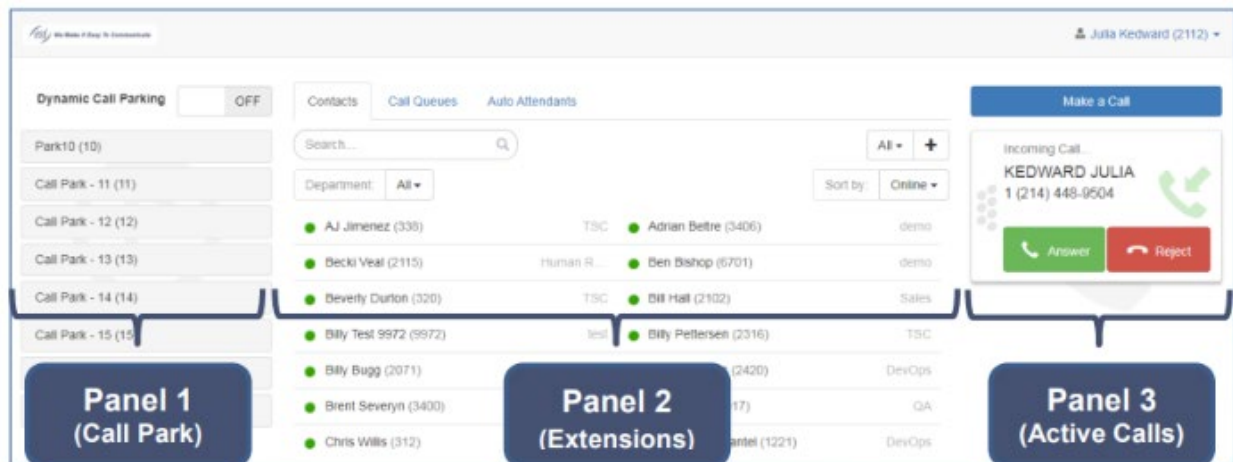 We Make It Easy To Communicate
Julia Kedward (2112)
Dynamic Call Parking
OFF
Park10 (10)
Call Park - 11 (11)
Call Park - 12 (12)
Call Park - 13 (13)
Call Park - 14 (14)
Call Park - 15 (15
Panel 1
(Call Park)
Contacts
Call Queues
Auto Attendants
Search...
All
+
Department:
All
Sort by:
Online
AJ Jimenez (338)
TSC
Adrian Beltre (3406)
demo
Becki Veal (2115)
Human R...
Ben Bishop (6701)
demo
Beverly Durton (320)
TSC
Bill Hall (2102)
Sales
Billy Test 9972 (9972)
test
Billy Pettersen (2316)
TSC
Billy Bugg (2071)
(2420)
DevOps
Brent Severyn (3400)
17)
QA
Chris Willis (312)
antel (1221)
DevOps
Panel 2
(Extensions)
Make a Call
Incoming Call...
KEDWARD JULIA
1 (214) 448-9504
Answer
Reject
Panel 3
(Active Calls)